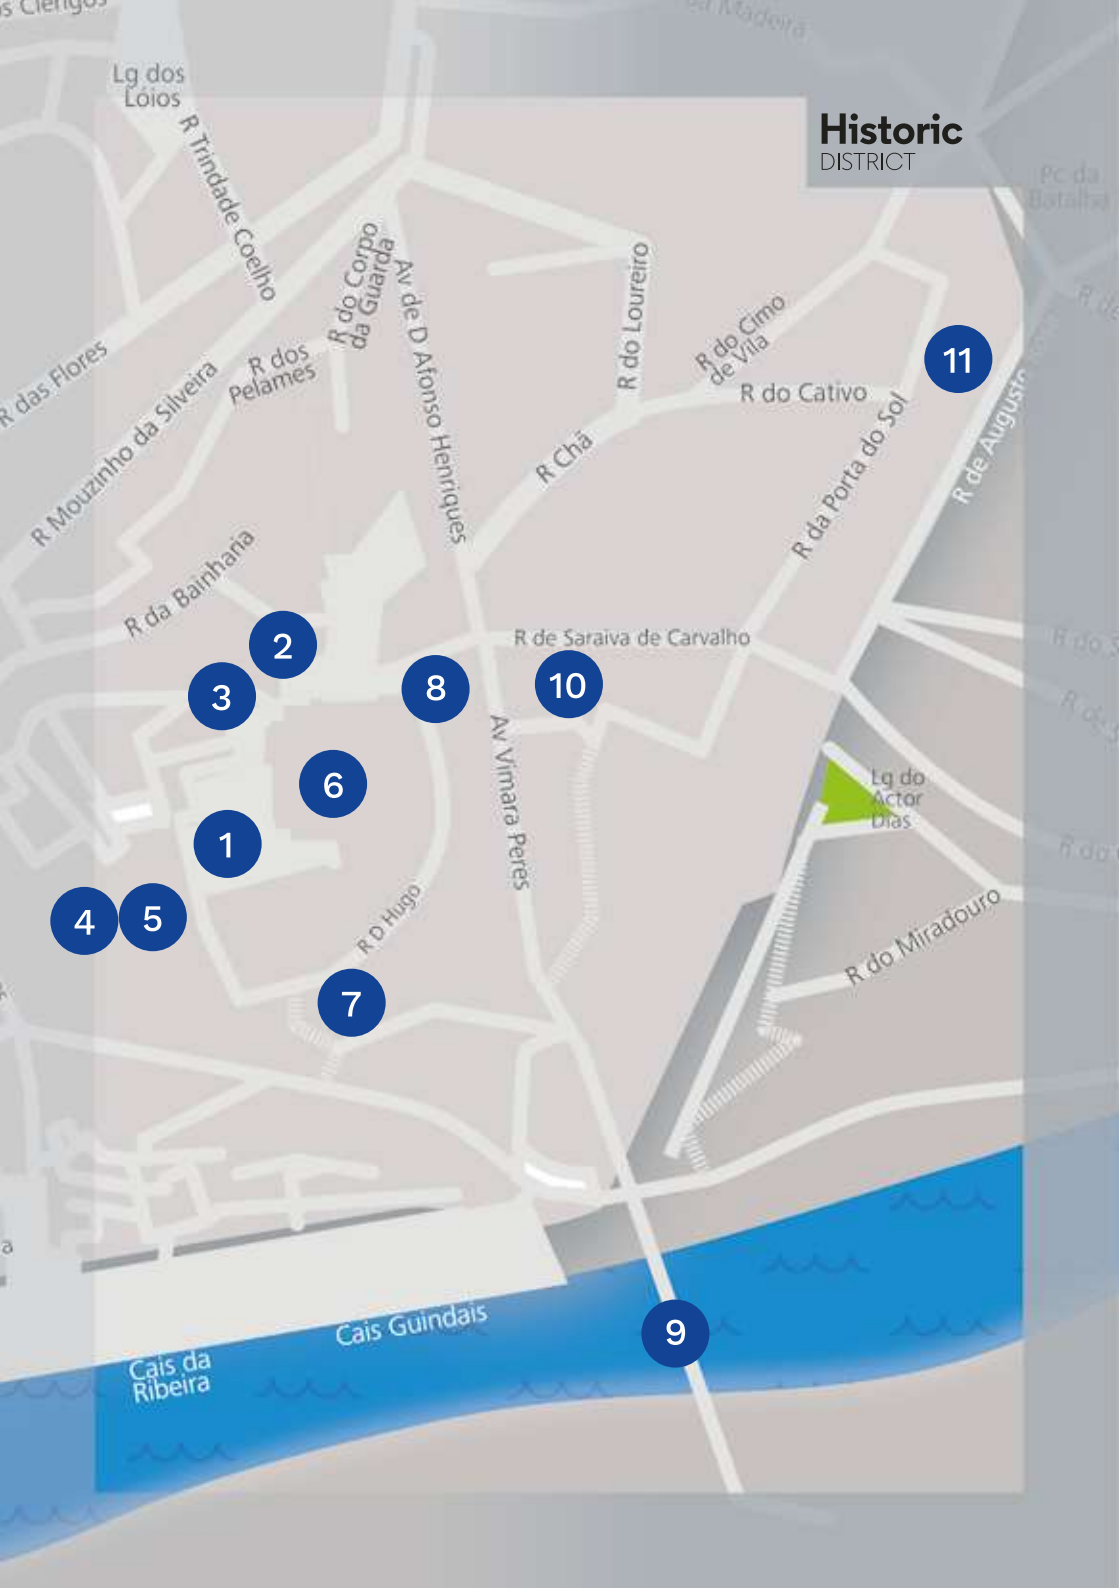 Lg dos
Lóios
R Trindade Coelho
Historic
DISTRICT
Pc da
Batalha
R do Corpo
da Guarda
Av de D Afonso Henriques
R do Loureiro
R do Cimo
de Vila
R das Flores
R Mouzinho da Silveira
R dos
Pelames
R do Cativo
11
R Chã
R da Porta do Sol
R de Augusto
R da Bainharia
2
R de Saraiva de Carvalho
3
8
10
6
Av Vimara Peres
Lg do
Actor
Dias
1
4
5
R D Hugo
R do Miradouro
7
Cais Guindais
9
Cais da
Ribeira